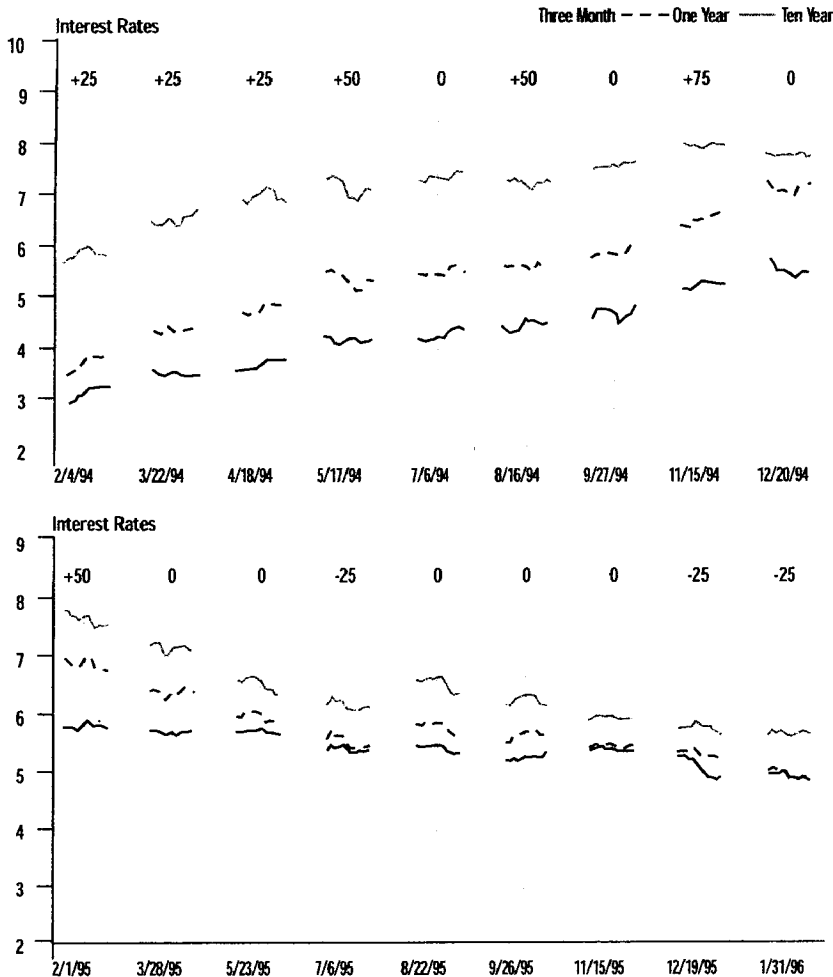 Three Month One Year Ten Year
Interest Rates
10
+25 +25 +25 +50 0 +50 0 +75 0
9
8
7
6
5
4
3
2
2/4/94 3/22/94 4/18/94 5/17/94 7/6/94 8/16/94 9/27/94 11/15/94 12/20/94
Interest Rates
9
+50 0 0 -25 0 0 0 -25 -25
8
7
6
5
4
3
2
2/1/95 3/28/95 5/23/95 7/6/95 8/22/95 9/26/95 11/15/95 12/19/95 1/31/96